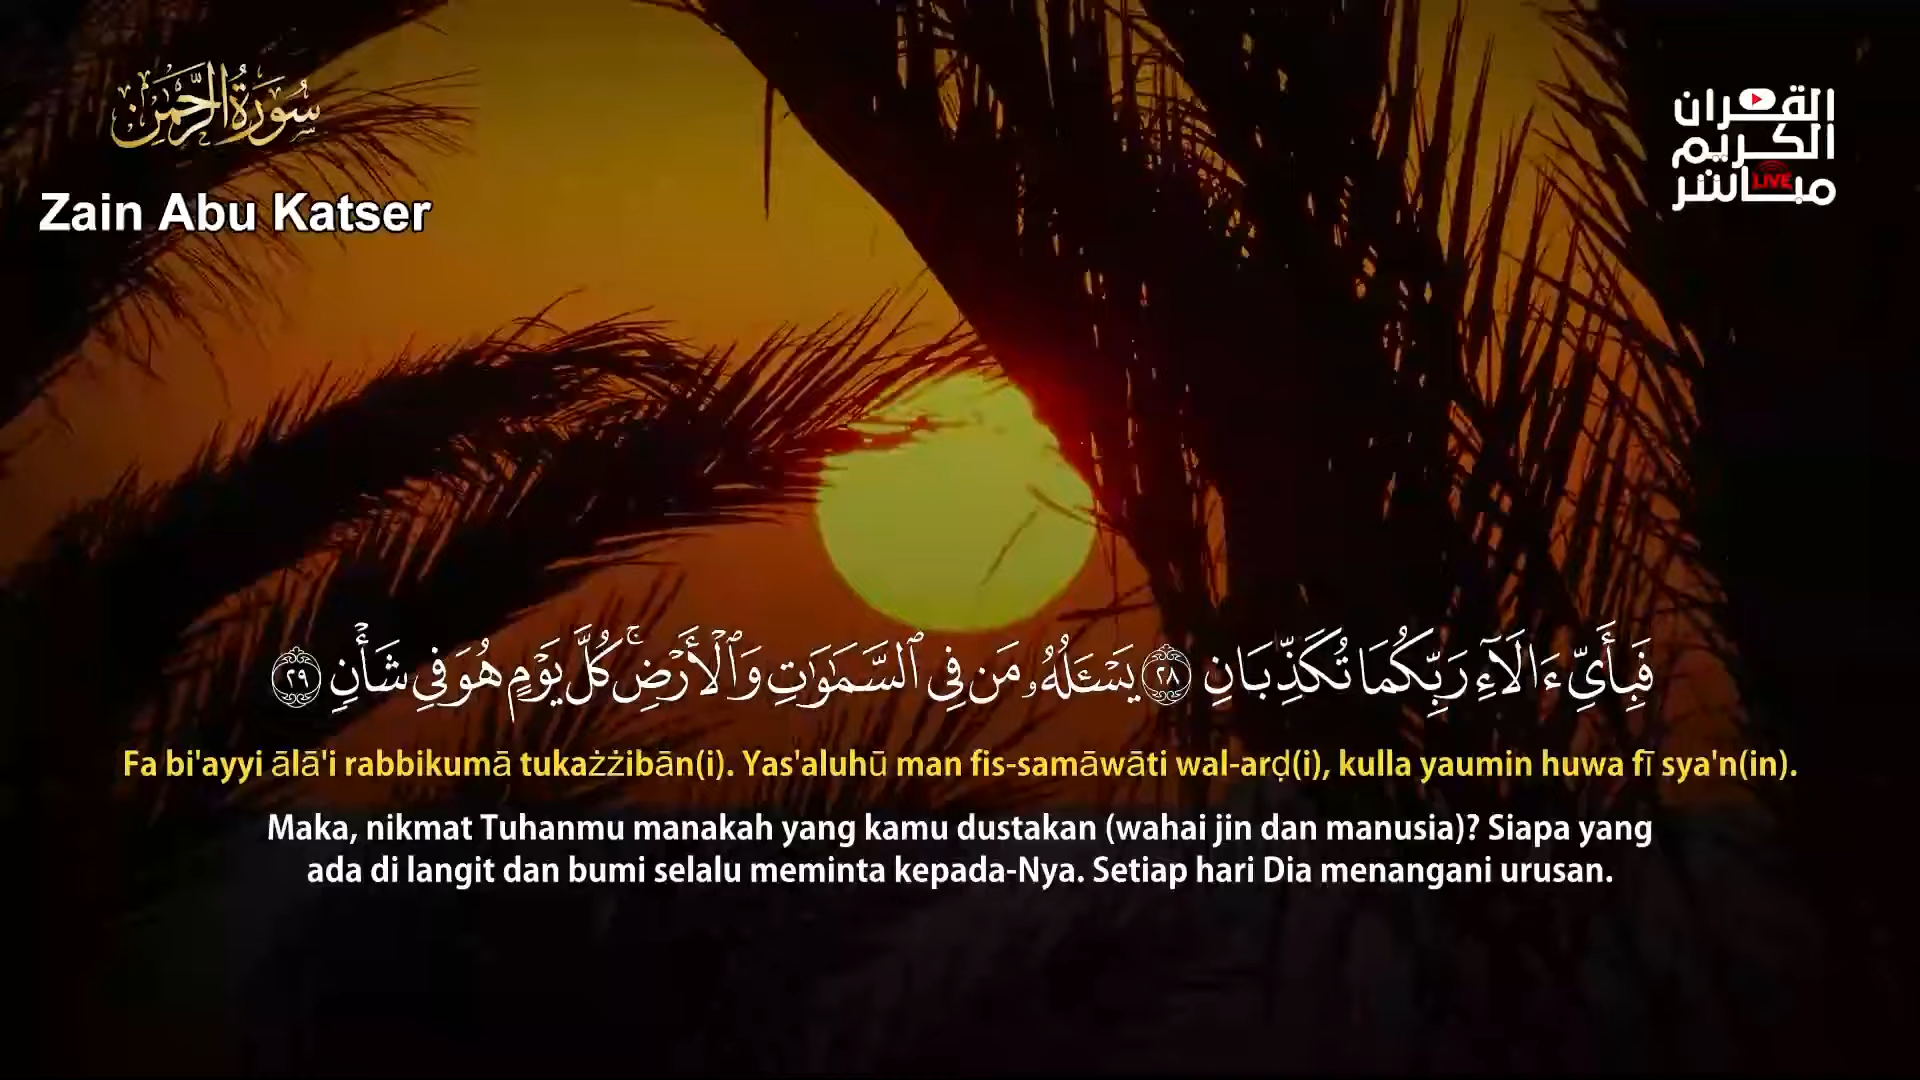 سُورَةُ الرَّحْمَٰن
Zain Abu Katser
القرآن
الكريم
مباشر
LIVE
فَبِأَيِّ ءَالَآءِ رَبِّكُمَا تُكَذِّبَانِ ٢٨ يَسْـَٔلُهُۥ مَن فِى ٱلسَّمَٰوَٰتِ وَٱلْأَرْضِ ۚ كُلَّ يَوْمٍ هُوَ فِى شَأْنٍ ٢٩
Fa bi'ayyi ālā'i rabbikumā tukażżibān(i). Yas'aluhū man fis-samāwāti wal-arḍ(i), kulla yaumin huwa fī sya'n(in).
Maka, nikmat Tuhanmu manakah yang kamu dustakan (wahai jin dan manusia)? Siapa yang
ada di langit dan bumi selalu meminta kepada-Nya. Setiap hari Dia menangani urusan.